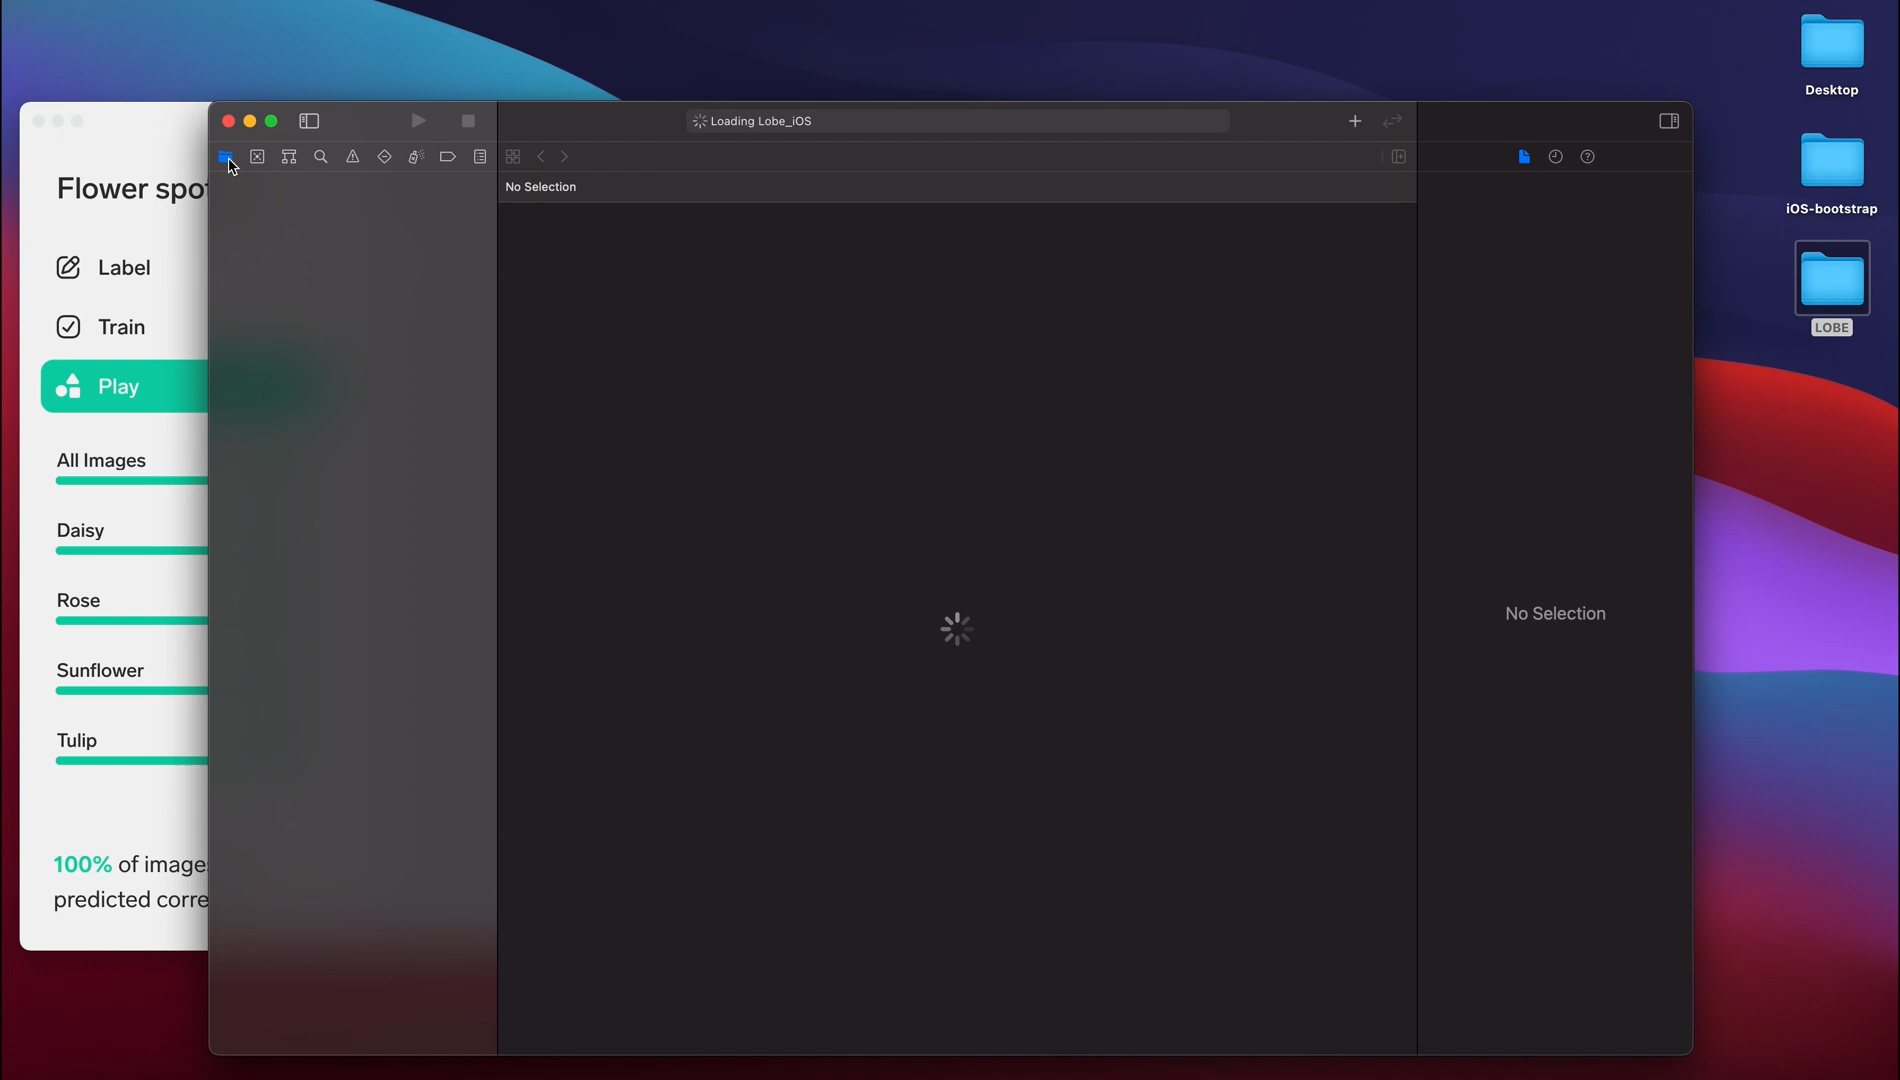 Desktop
iOS-bootstrap
LOBE
Loading Lobe_iOS
No Selection
Flower spo
Label
Train
Play
All Images
Daisy
Rose
Sunflower
Tulip
100% of image
predicted corre
No Selection